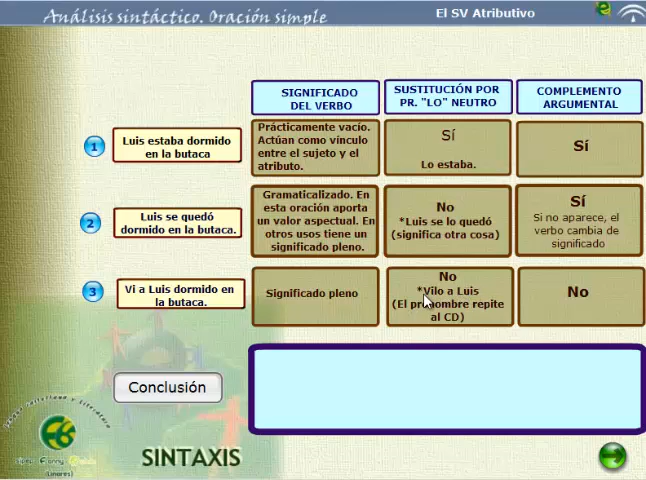 Análisis sintáctico. Oración simple
El SV Atributivo
SIGNIFICADO
DEL VERBO
SUSTITUCIÓN POR
PR. "LO" NEUTRO
COMPLEMENTO
ARGUMENTAL
1
Luis estaba dormido
en la butaca
Prácticamente vacío.
Actúan como vínculo
entre el sujeto y el
atributo.
Sí
Lo estaba.
Sí
2
Luis se quedó
dormido en la butaca.
Gramaticalizado. En
esta oración aporta
un valor aspectual. En
otros usos tiene un
significado pleno.
No
*Luis se lo quedó
(significa otra cosa)
Sí
Si no aparece, el
verbo cambia de
significado
3
Vi a Luis dormido en
la butaca.
Significado pleno
No
*Vilo a Luis
(El pronombre repite
al CD)
No
Conclusión
Lengua Castellana y Literatura
(Linares)
SINTAXIS